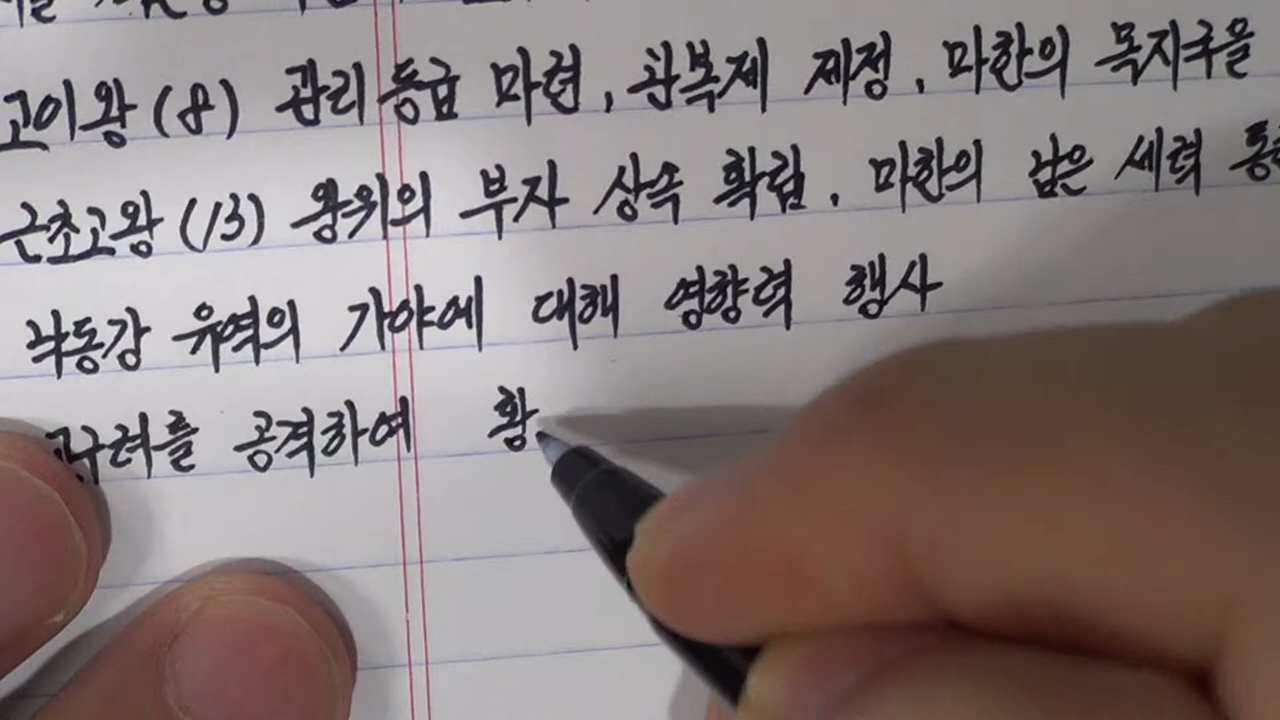 고이왕 (8) 관리 등급 마련, 관복제 제정, 마한의 목지국을
근초고왕 (13) 왕위의 부자 상속 확립, 마한의 남은 세력
낙동강 유역의 가야에 대해 영향력 행사
고구려를 공격하여 황